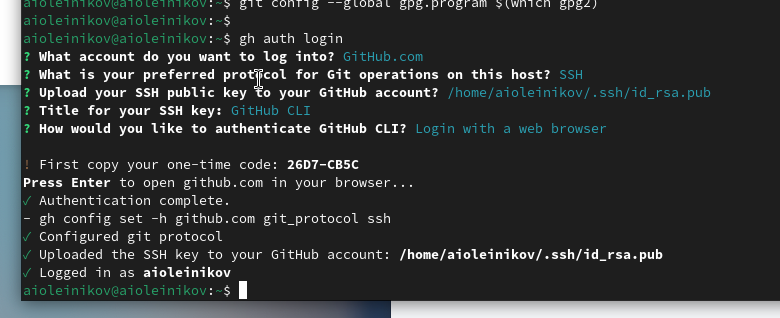 aioleinikov@aioleinikov:~$ git config --global gpg.program $(which gpg2)
aioleinikov@aioleinikov:~$
aioleinikov@aioleinikov:~$ gh auth login
? What account do you want to log into? GitHub.com
? What is your preferred protocol for Git operations on this host? SSH
? Upload your SSH public key to your GitHub account? /home/aioleinikov/.ssh/id_rsa.pub
? Title for your SSH key: GitHub CLI
? How would you like to authenticate GitHub CLI? Login with a web browser
! First copy your one-time code: 26D7-CB5C
Press Enter to open github.com in your browser...
✓ Authentication complete.
- gh config set -h github.com git_protocol ssh
✓ Configured git protocol
✓ Uploaded the SSH key to your GitHub account: /home/aioleinikov/.ssh/id_rsa.pub
✓ Logged in as aioleinikov
aioleinikov@aioleinikov:~$